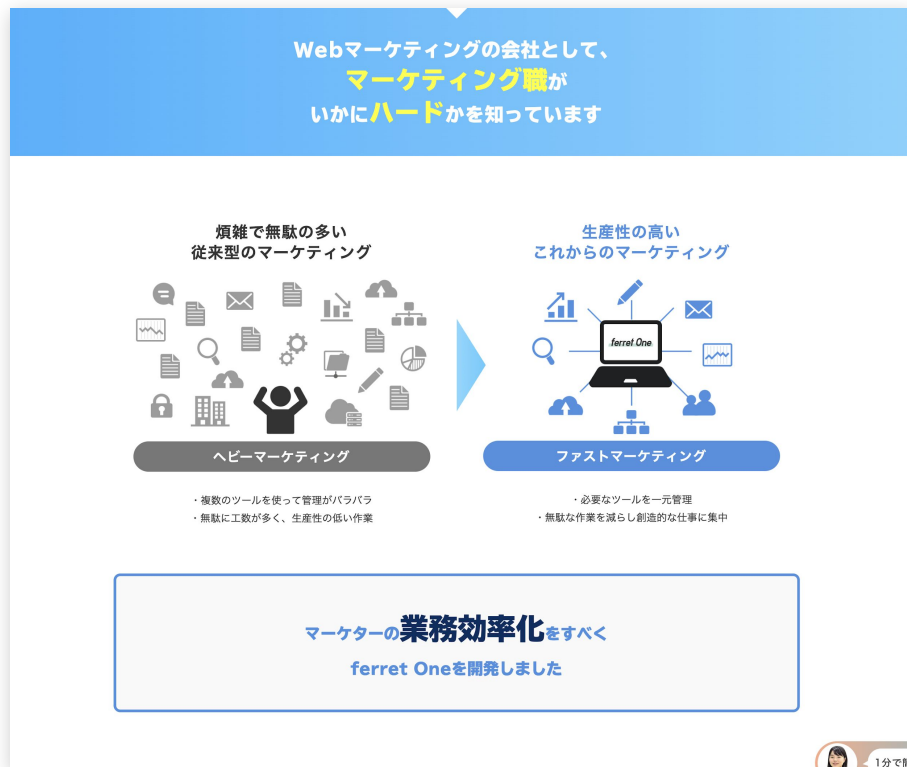 Webマーケティングの会社として、
マーケティング職が
いかにハードかを知っています
煩雑で無駄の多い
従来型のマーケティング
ヘビーマーケティング
・複数のツールを使って管理がバラバラ
・無駄に工数が多く、生産性の低い作業
生産性の高い
これからのマーケティング
ferret One
ファストマーケティング
・必要なツールを一元管理
・無駄な作業を減らし創造的な仕事に集中
マーケターの業務効率化をすべく
ferret Oneを開発しました
1分で